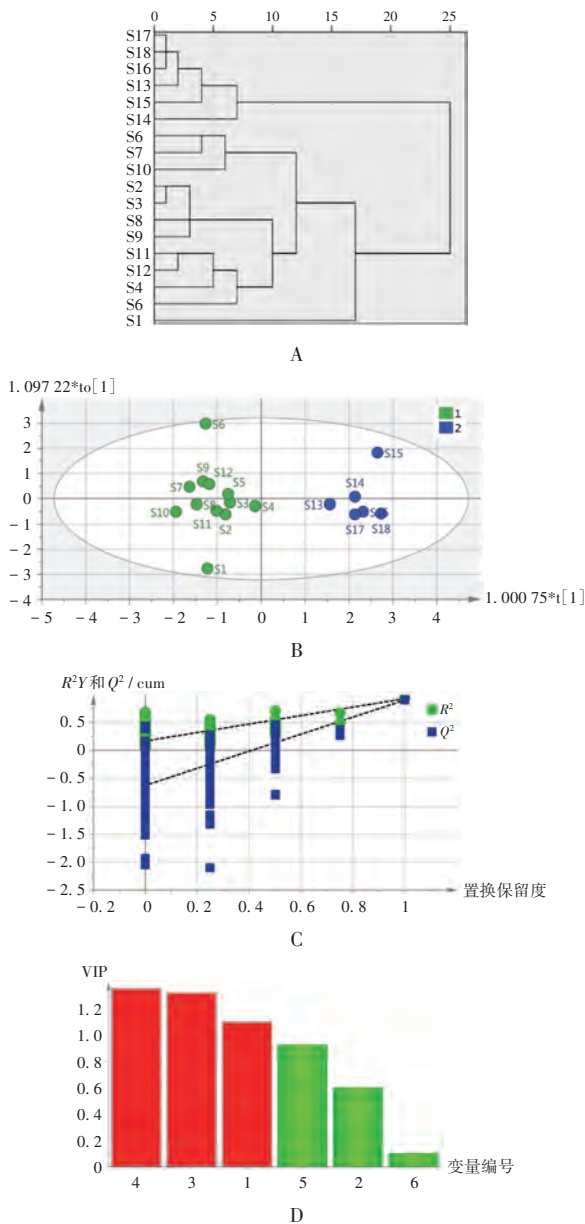 0 5 10 15 20 25
S17
S18
S16
S13
S15
S14
S6
S7
S10
S2
S3
S8
S9
S11
S12
S4
S6
S1
A
1. 097 22*to[1]
3
2
1
0
-1
-2
-3
-4
1
2
S6
S15
S9 S12
S7 S5
S14
S8 S3 S4
S13
S10
S11 S2
S17 S18
S1
-5 -4 -3 -2 -1 0 1 2 3 4
1. 000 75*t[1]
B
R²Y和Q² / cum
0.5
0
-0.5
-1.0
-1.5
-2.0
-2.5
R²
Q²
-0.2 0 0.2 0.4 0.6 0.8 1
置换保留度
C
VIP
1. 2
1. 0
0. 8
0. 6
0. 4
0. 2
0
4 3 1 5 2 6
变量编号
D